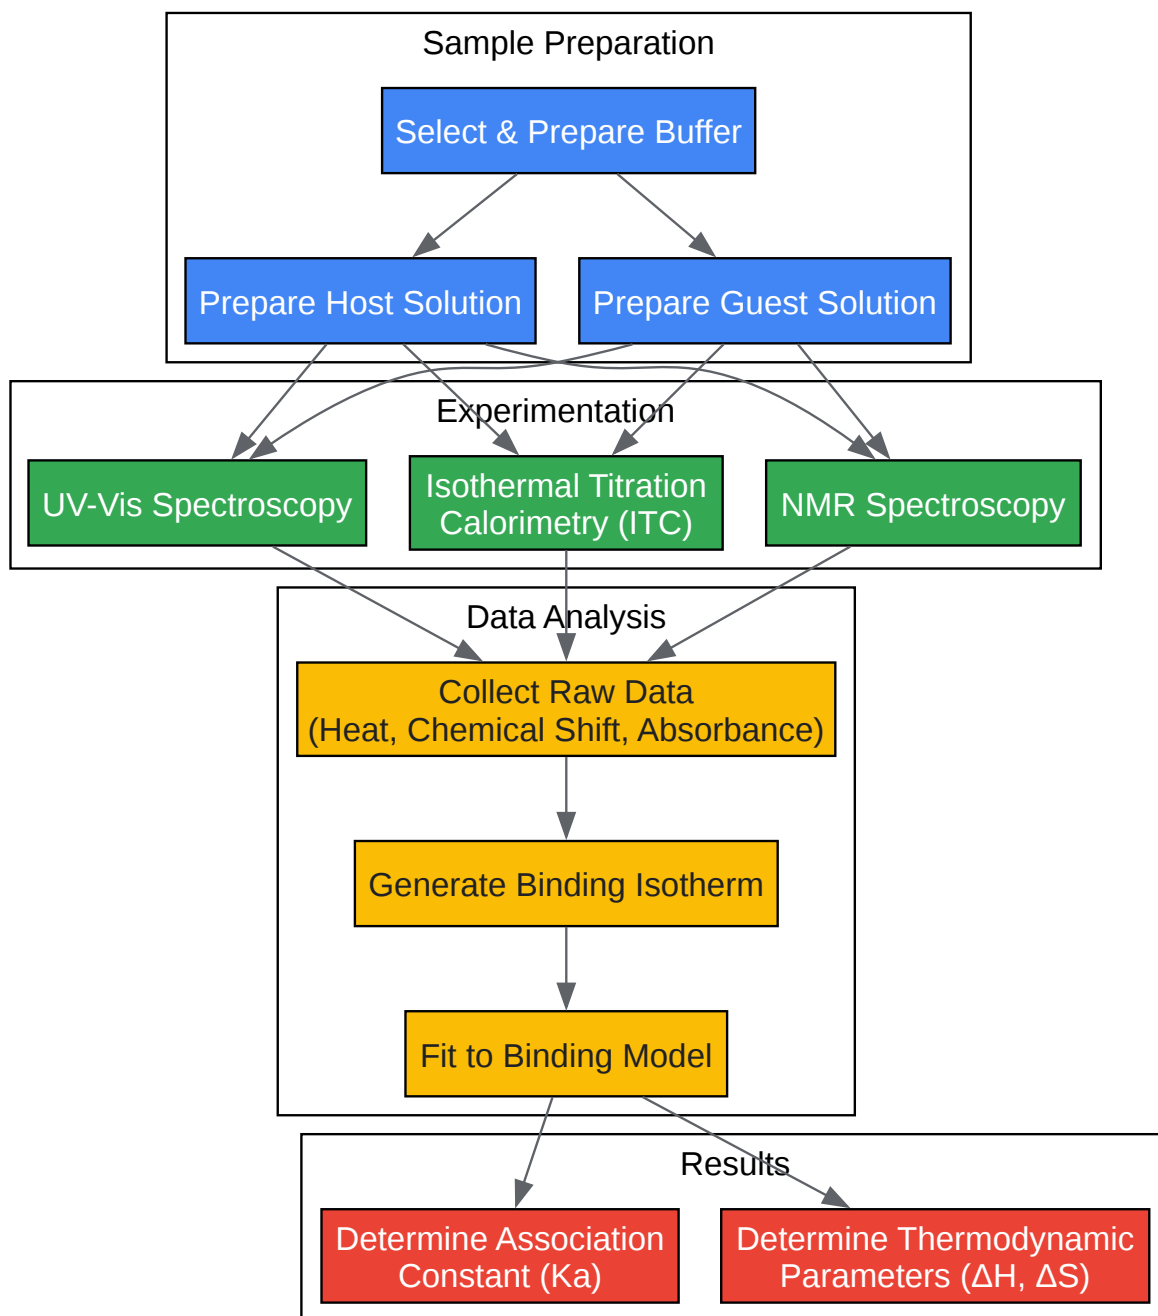 Sample Preparation
Select & Prepare Buffer
Prepare Host Solution
Prepare Guest Solution
Experimentation
UV-Vis Spectroscopy
Isothermal Titration
Calorimetry (ITC)
NMR Spectroscopy
Data Analysis
Collect Raw Data
(Heat, Chemical Shift, Absorbance)
Generate Binding Isotherm
Fit to Binding Model
Results
Determine Association
Constant (Ka)
Determine Thermodynamic
Parameters (ΔH, ΔS)